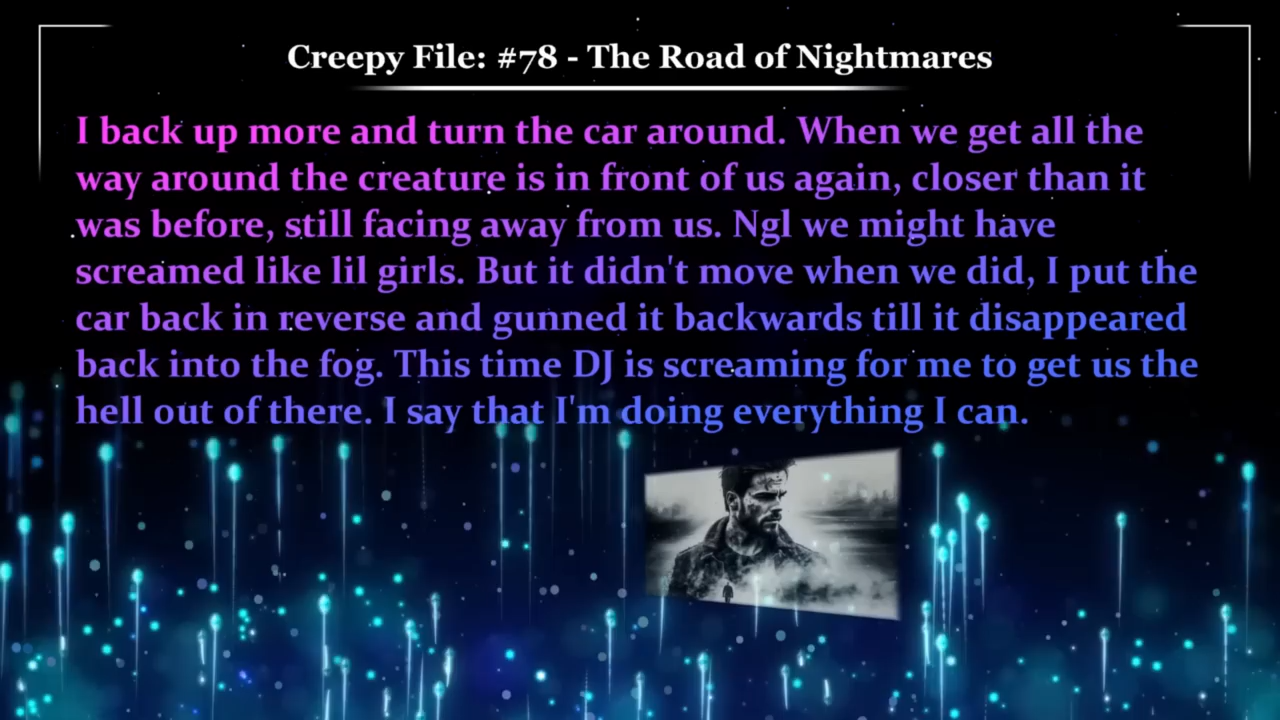 Creepy File: #78 - The Road of Nightmares
I back up more and turn the car around. When we get all the
way around the creature is in front of us again, closer than it
was before, still facing away from us. Ngl we might have
screamed like lil girls. But it didn't move when we did, I put the
car back in reverse and gunned it backwards till it disappeared
back into the fog. This time DJ is screaming for me to get us the
hell out of there. I say that I'm doing everything I can.